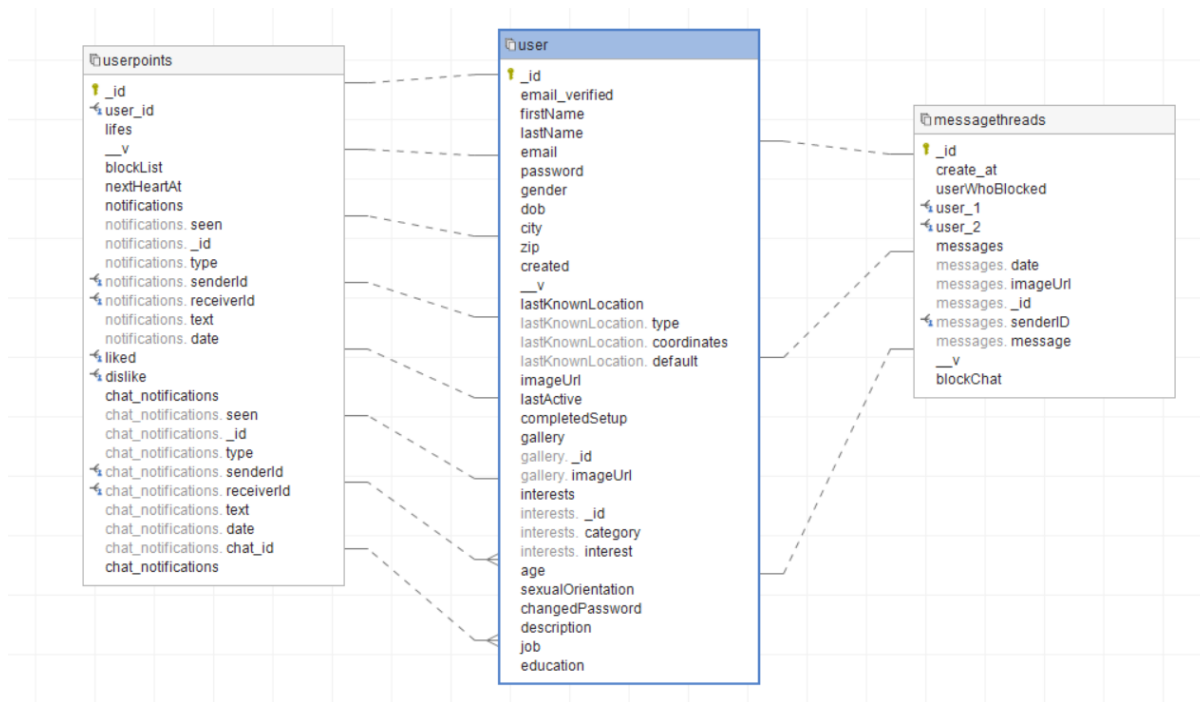 userpoints
_id
user_id
lifes
__v
blockList
nextHeartAt
notifications
notifications. seen
notifications. _id
notifications. type
notifications. senderId
notifications. receiverId
notifications. text
notifications. date
liked
dislike
chat_notifications
chat_notifications. seen
chat_notifications. _id
chat_notifications. type
chat_notifications. senderId
chat_notifications. receiverId
chat_notifications. text
chat_notifications. date
chat_notifications. chat_id
chat_notifications
user
_id
email_verified
firstName
lastName
email
password
gender
dob
city
zip
created
__v
lastKnownLocation
lastKnownLocation. type
lastKnownLocation. coordinates
lastKnownLocation. default
imageUrl
lastActive
completedSetup
gallery
gallery. _id
gallery. imageUrl
interests
interests. _id
interests. category
interests. interest
age
sexualOrientation
changedPassword
description
job
education
messagethreads
_id
create_at
userWhoBlocked
user_1
user_2
messages
messages. date
messages. imageUrl
messages. _id
messages. senderID
messages. message
__v
blockChat